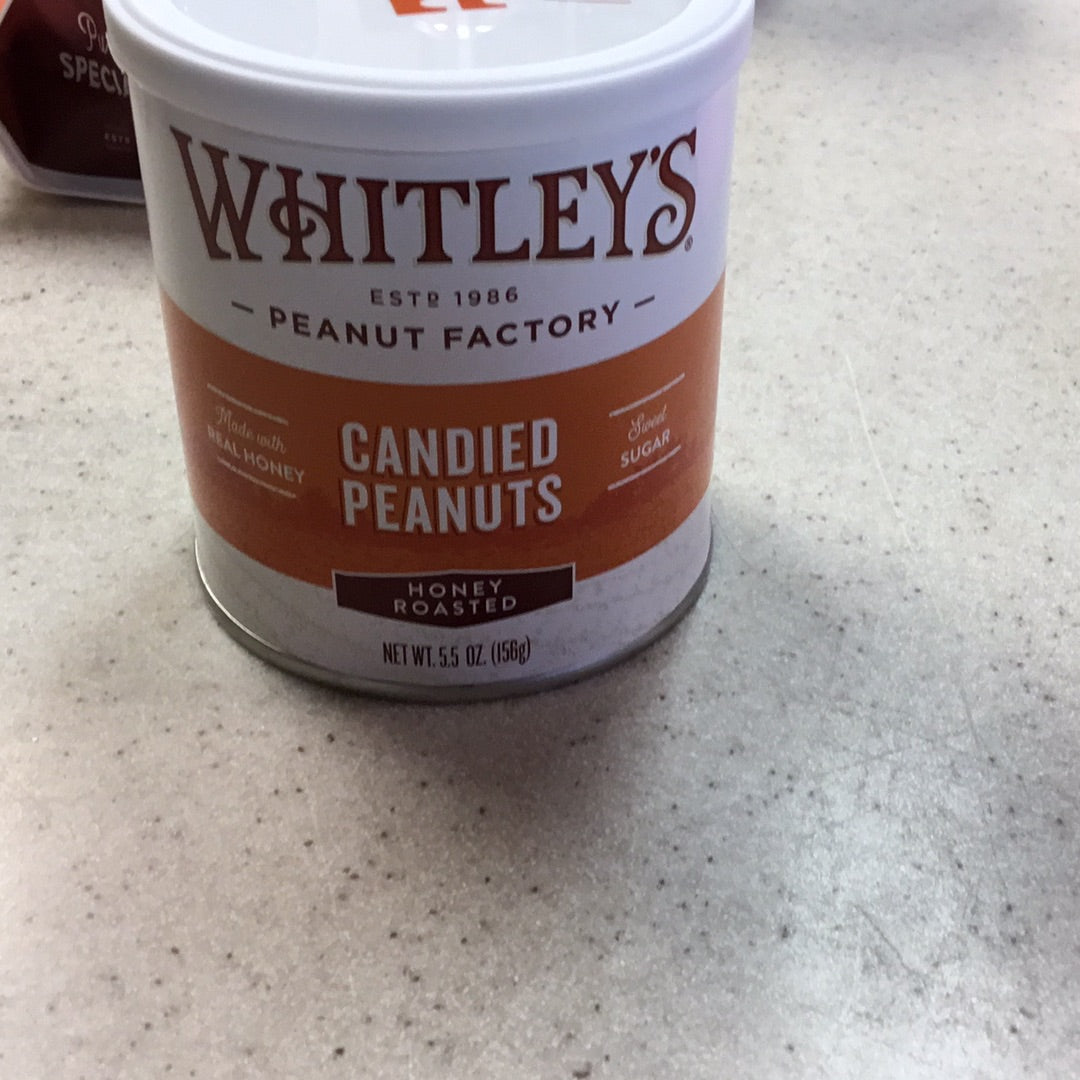 SPECIA
WHITLEY'S®
ESTD 1986
— PEANUT FACTORY —
Made with
REAL HONEY
CANDIED
PEANUTS
Sweet
SUGAR
HONEY
ROASTED
NET WT. 5.5 OZ. (156g)